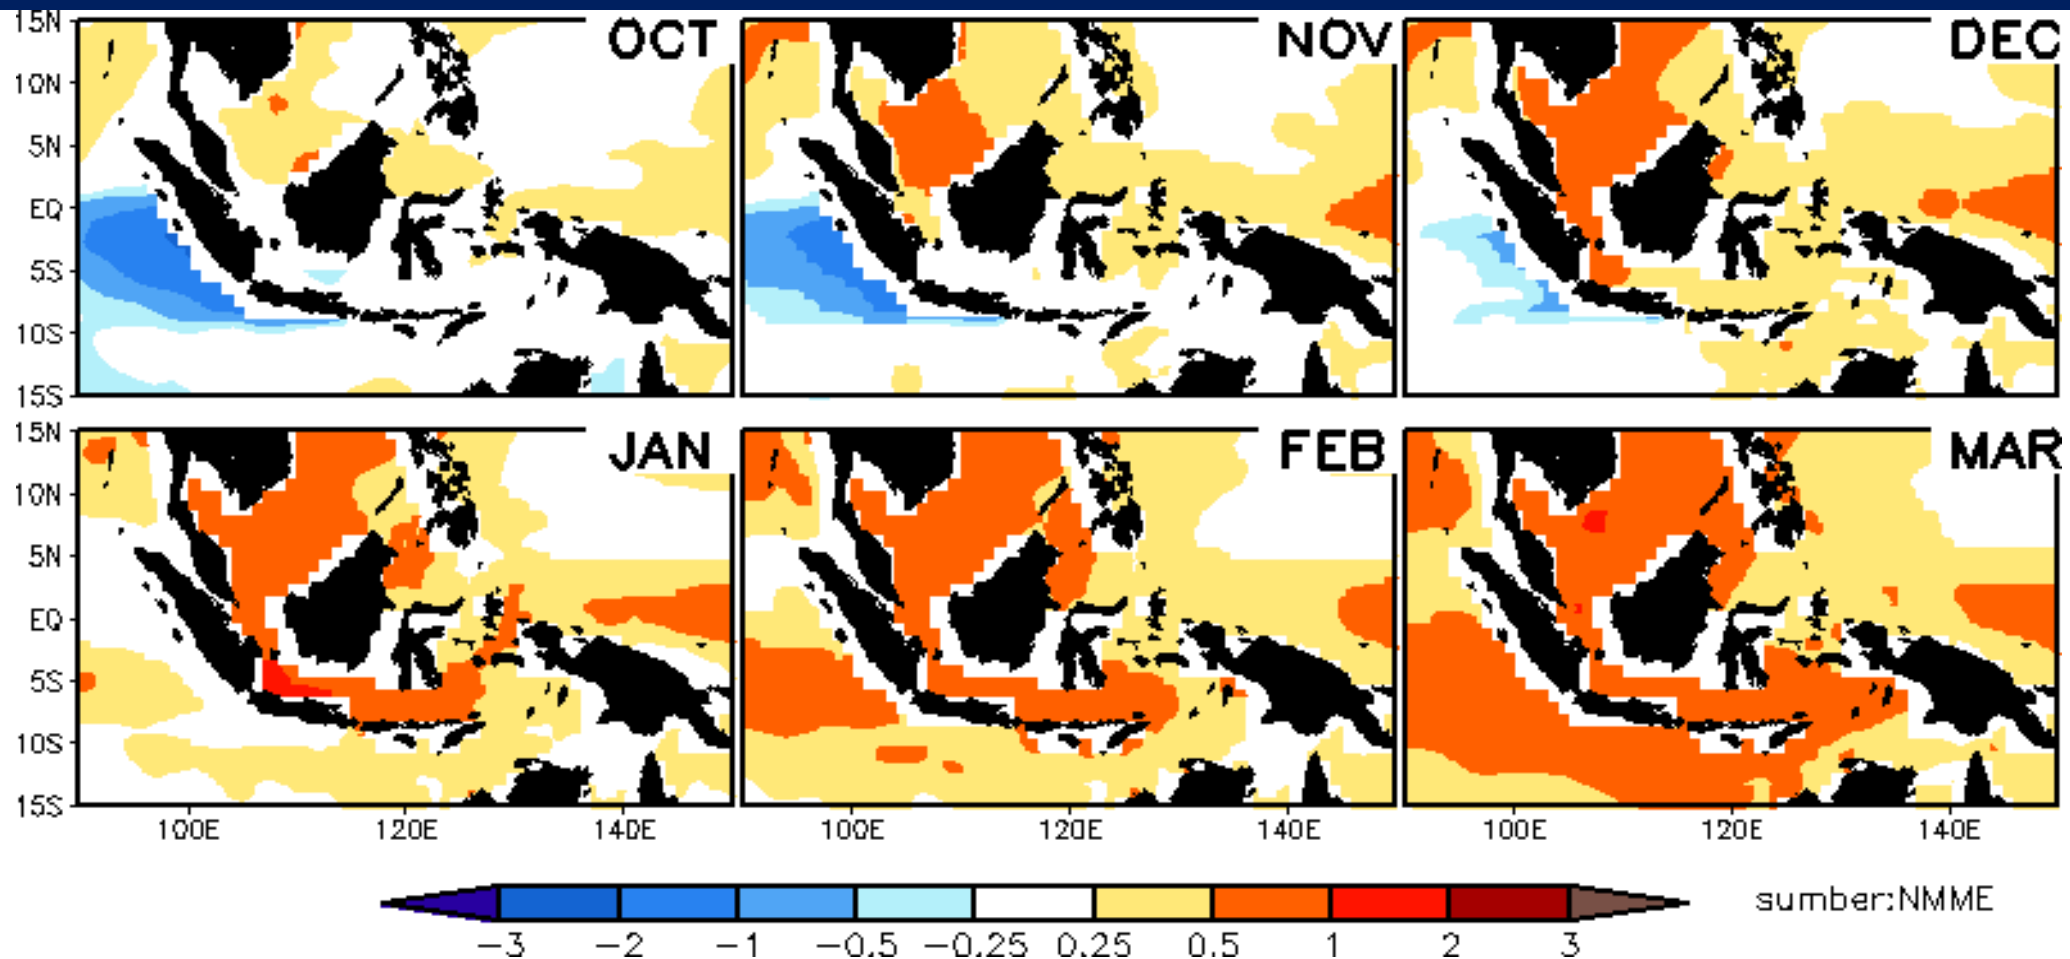 OCT NOV DEC
15N
10N
5N
EQ
5S
10S
15S
JAN FEB MAR
15N
10N
5N
EQ
5S
10S
15S
100E 120E 140E 100E 120E 140E 100E 120E 140E
-3 -2 -1 -0.5 -0.25 0.25 0.5 1 2 3
sumber:NMME